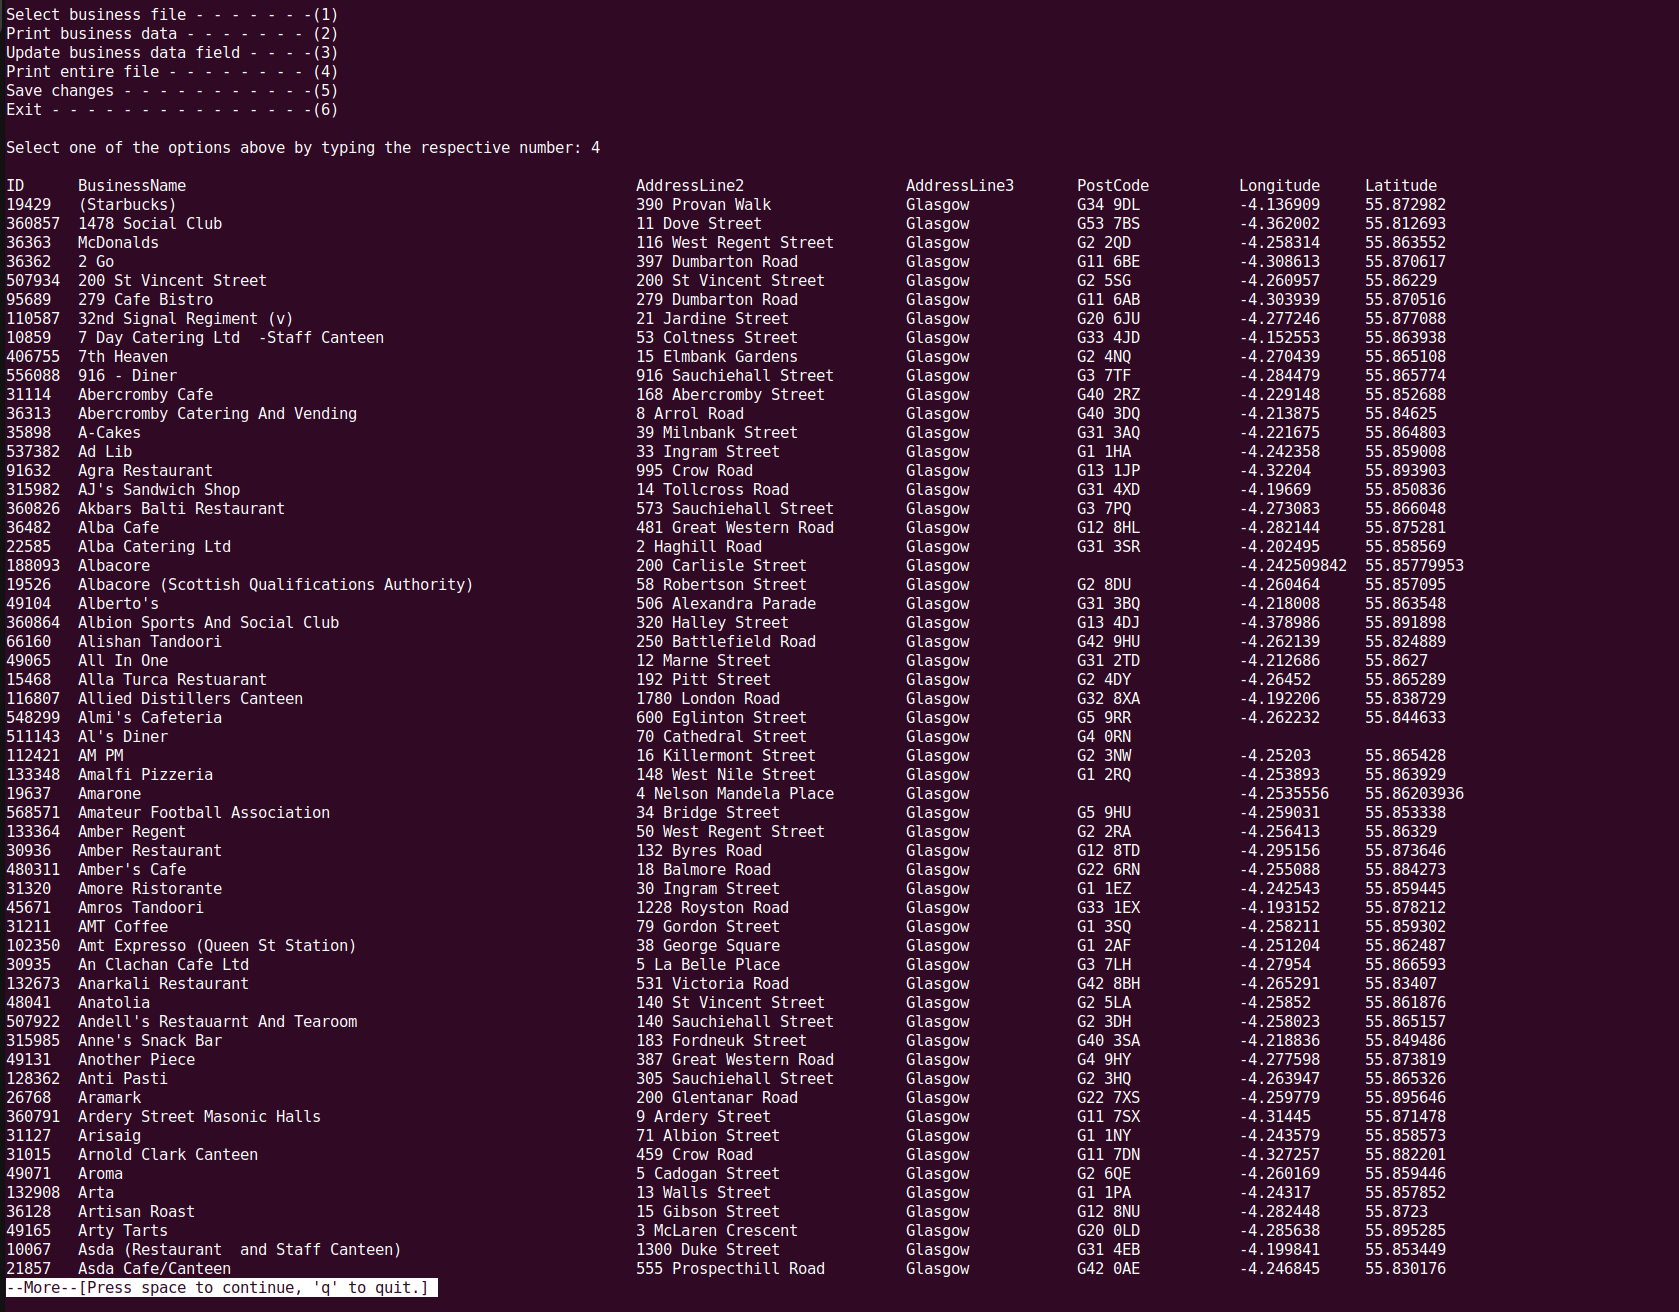 Select business file - - - - - - -(1)
Print business data - - - - - - - (2)
Update business data field - - - -(3)
Print entire file - - - - - - - - (4)
Save changes - - - - - - - - - - -(5)
Exit - - - - - - - - - - - - - - -(6)
Select one of the options above by typing the respective number: 4
ID BusinessName AddressLine2 AddressLine3 PostCode Longitude Latitude
19429 (Starbucks) 390 Provan Walk Glasgow G34 9DL -4.136909 55.872982
360857 1478 Social Club 11 Dove Street Glasgow G53 7BS -4.362002 55.812693
36363 McDonalds 116 West Regent Street Glasgow G2 2QD -4.258314 55.863552
36362 2 Go 397 Dumbarton Road Glasgow G11 6BE -4.308613 55.870617
507934 200 St Vincent Street 200 St Vincent Street Glasgow G2 5SG -4.260957 55.86229
95689 279 Cafe Bistro 279 Dumbarton Road Glasgow G11 6AB -4.303939 55.870516
110587 32nd Signal Regiment (v) 21 Jardine Street Glasgow G20 6JU -4.277246 55.877088
10859 7 Day Catering Ltd  -Staff Canteen 53 Coltness Street Glasgow G33 4JD -4.152553 55.863938
406755 7th Heaven 15 Elmbank Gardens Glasgow G2 4NQ -4.270439 55.865108
556088 916 - Diner 916 Sauchiehall Street Glasgow G3 7TF -4.284479 55.865774
31114 Abercromby Cafe 168 Abercromby Street Glasgow G40 2RZ -4.229148 55.852688
36313 Abercromby Catering And Vending 8 Arrol Road Glasgow G40 3DQ -4.213875 55.84625
35898 A-Cakes 39 Milnbank Street Glasgow G31 3AQ -4.221675 55.864803
537382 Ad Lib 33 Ingram Street Glasgow G1 1HA -4.242358 55.859008
91632 Agra Restaurant 995 Crow Road Glasgow G13 1JP -4.32204 55.893903
315982 AJ's Sandwich Shop 14 Tollcross Road Glasgow G31 4XD -4.19669 55.850836
360826 Akbars Balti Restaurant 573 Sauchiehall Street Glasgow G3 7PQ -4.273083 55.866048
36482 Alba Cafe 481 Great Western Road Glasgow G12 8HL -4.282144 55.875281
22585 Alba Catering Ltd 2 Haghill Road Glasgow G31 3SR -4.202495 55.858569
188093 Albacore 200 Carlisle Street Glasgow -4.242509842 55.85779953
19526 Albacore (Scottish Qualifications Authority) 58 Robertson Street Glasgow G2 8DU -4.260464 55.857095
49104 Alberto's 506 Alexandra Parade Glasgow G31 3BQ -4.218008 55.863548
360864 Albion Sports And Social Club 320 Halley Street Glasgow G13 4DJ -4.378986 55.891898
66160 Alishan Tandoori 250 Battlefield Road Glasgow G42 9HU -4.262139 55.824889
49065 All In One 12 Marne Street Glasgow G31 2TD -4.212686 55.8627
15468 Alla Turca Restuarant 192 Pitt Street Glasgow G2 4DY -4.26452 55.865289
116807 Allied Distillers Canteen 1780 London Road Glasgow G32 8XA -4.192206 55.838729
548299 Almi's Cafeteria 600 Eglinton Street Glasgow G5 9RR -4.262232 55.844633
511143 Al's Diner 70 Cathedral Street Glasgow G4 0RN
112421 AM PM 16 Killermont Street Glasgow G2 3NW -4.25203 55.865428
133348 Amalfi Pizzeria 148 West Nile Street Glasgow G1 2RQ -4.253893 55.863929
19637 Amarone 4 Nelson Mandela Place Glasgow -4.2535556 55.86203936
568571 Amateur Football Association 34 Bridge Street Glasgow G5 9HU -4.259031 55.853338
133364 Amber Regent 50 West Regent Street Glasgow G2 2RA -4.256413 55.86329
30936 Amber Restaurant 132 Byres Road Glasgow G12 8TD -4.295156 55.873646
480311 Amber's Cafe 18 Balmore Road Glasgow G22 6RN -4.255088 55.884273
31320 Amore Ristorante 30 Ingram Street Glasgow G1 1EZ -4.242543 55.859445
45671 Amros Tandoori 1228 Royston Road Glasgow G33 1EX -4.193152 55.878212
31211 AMT Coffee 79 Gordon Street Glasgow G1 3SQ -4.258211 55.859302
102350 Amt Expresso (Queen St Station) 38 George Square Glasgow G1 2AF -4.251204 55.862487
30935 An Clachan Cafe Ltd 5 La Belle Place Glasgow G3 7LH -4.27954 55.866593
132673 Anarkali Restaurant 531 Victoria Road Glasgow G42 8BH -4.265291 55.83407
48041 Anatolia 140 St Vincent Street Glasgow G2 5LA -4.25852 55.861876
507922 Andell's Restauarnt And Tearoom 140 Sauchiehall Street Glasgow G2 3DH -4.258023 55.865157
315985 Anne's Snack Bar 183 Fordneuk Street Glasgow G40 3SA -4.218836 55.849486
49131 Another Piece 387 Great Western Road Glasgow G4 9HY -4.277598 55.873819
128362 Anti Pasti 305 Sauchiehall Street Glasgow G2 3HQ -4.263947 55.865326
26768 Aramark 200 Glentanar Road Glasgow G22 7XS -4.259779 55.895646
360791 Ardery Street Masonic Halls 9 Ardery Street Glasgow G11 7SX -4.31445 55.871478
31127 Arisaig 71 Albion Street Glasgow G1 1NY -4.243579 55.858573
31015 Arnold Clark Canteen 459 Crow Road Glasgow G11 7DN -4.327257 55.882201
49071 Aroma 5 Cadogan Street Glasgow G2 6QE -4.260169 55.859446
132908 Arta 13 Walls Street Glasgow G1 1PA -4.24317 55.857852
36128 Artisan Roast 15 Gibson Street Glasgow G12 8NU -4.282448 55.8723
49165 Arty Tarts 3 McLaren Crescent Glasgow G20 0LD -4.285638 55.895285
10067 Asda (Restaurant  and Staff Canteen) 1300 Duke Street Glasgow G31 4EB -4.199841 55.853449
21857 Asda Cafe/Canteen 555 Prospecthill Road Glasgow G42 0AE -4.246845 55.830176
--More--[Press space to continue, 'q' to quit.]